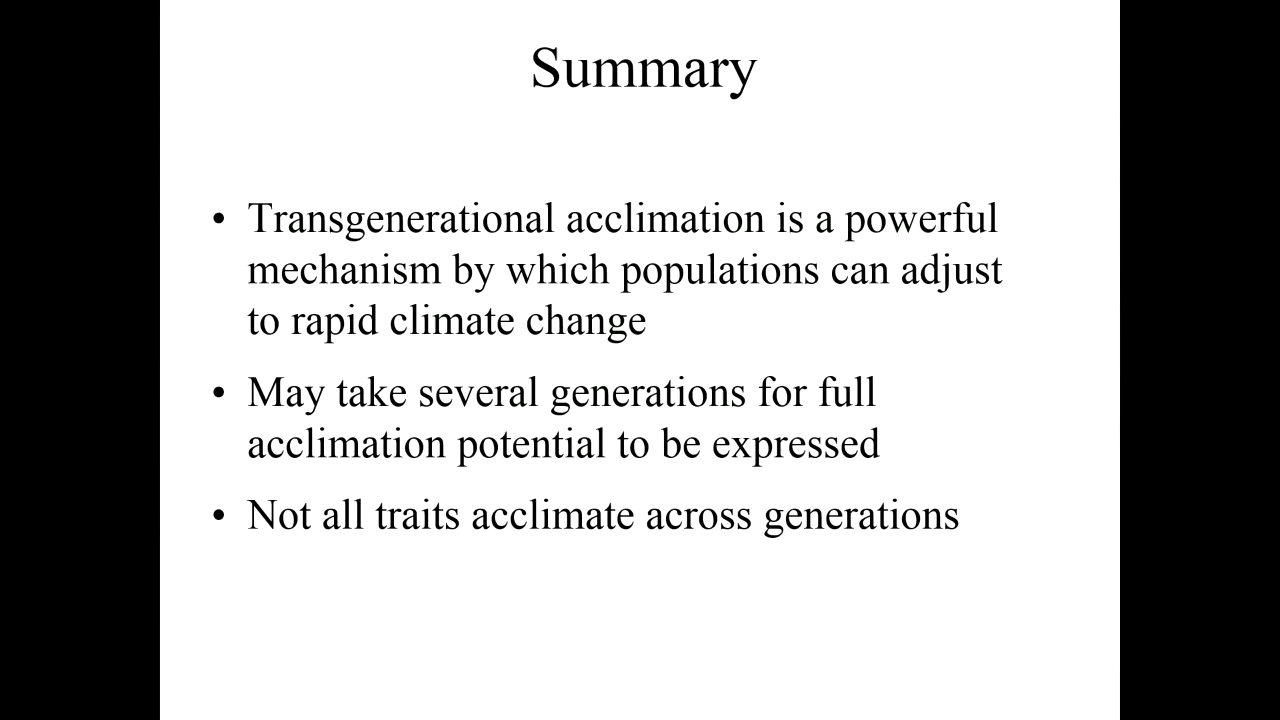 Summary
• Transgenerational acclimation is a powerful
mechanism by which populations can adjust
to rapid climate change
• May take several generations for full
acclimation potential to be expressed
• Not all traits acclimate across generations